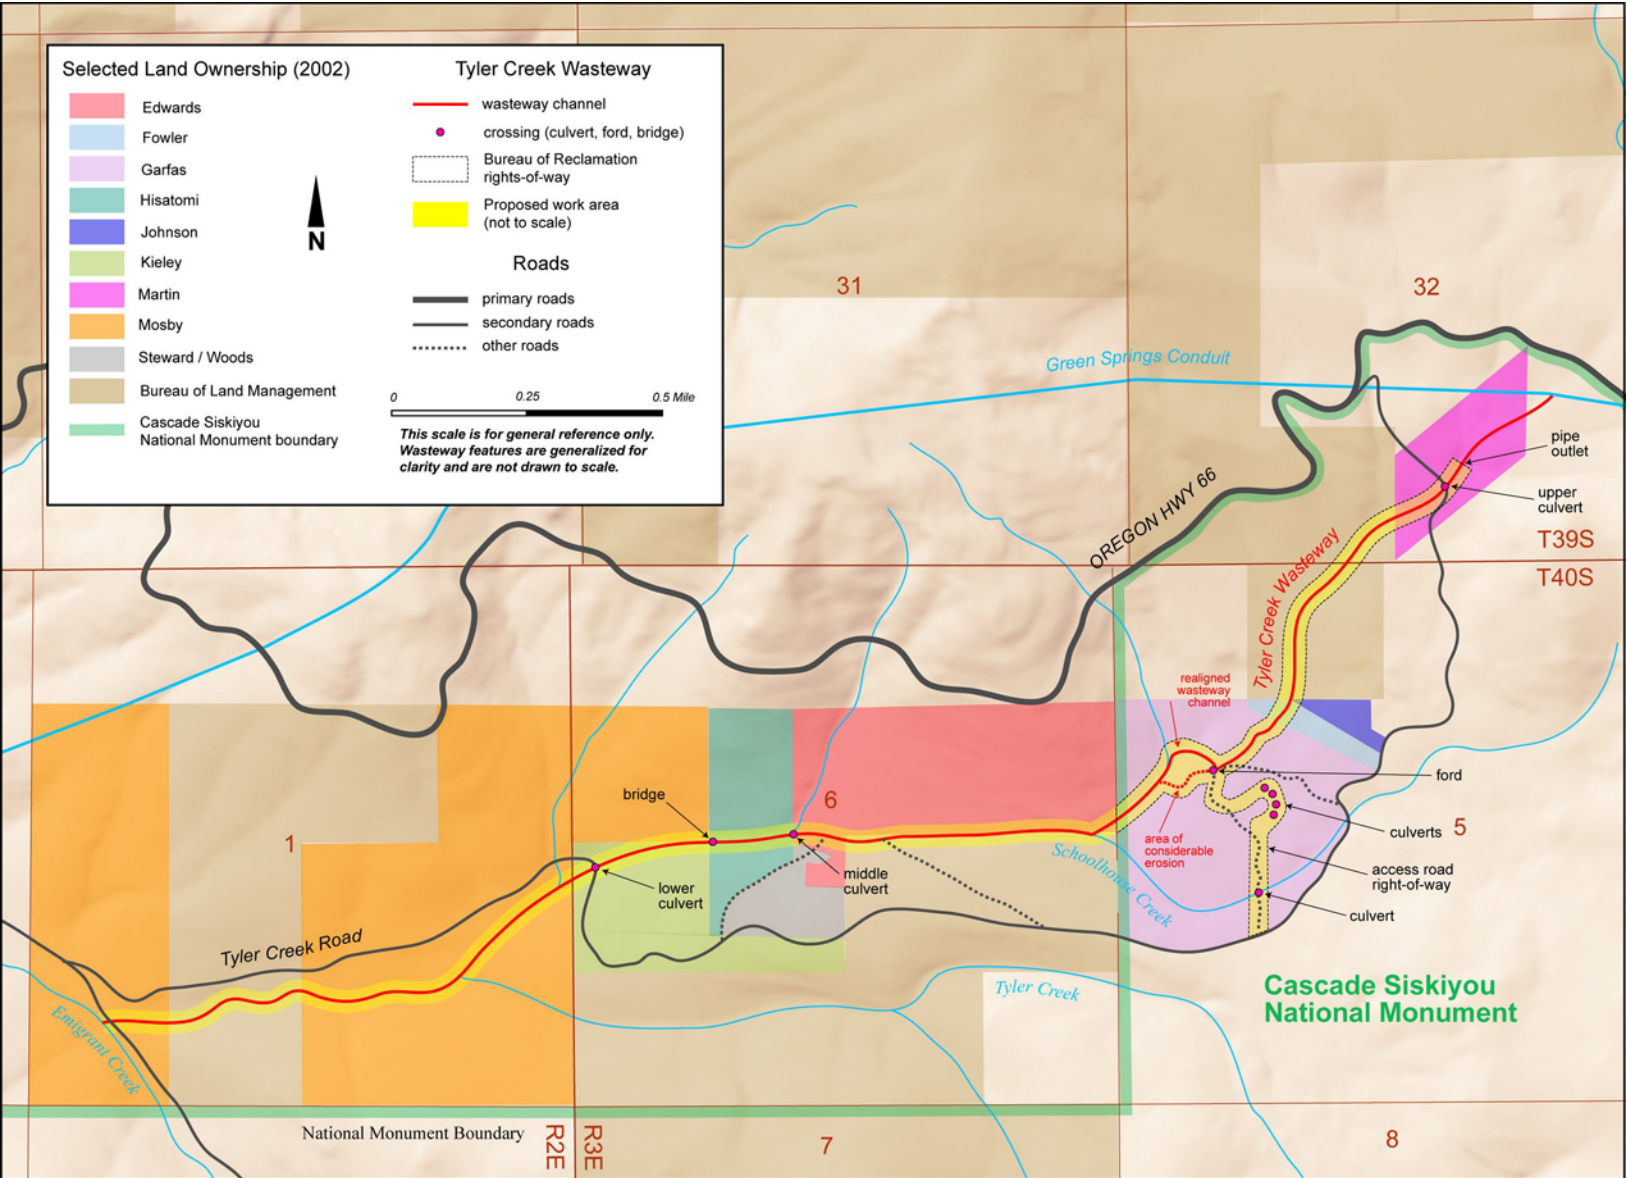 Selected Land Ownership (2002)
Edwards
Fowler
Garfas
Hisatomi
Johnson
Kieley
Martin
Mosby
Steward / Woods
Bureau of Land Management
Cascade Siskiyou
National Monument boundary
N
Tyler Creek Wasteway
wasteway channel
crossing (culvert, ford, bridge)
Bureau of Reclamation
rights-of-way
Proposed work area
(not to scale)
Roads
primary roads
secondary roads
other roads
0 0.25 0.5 Mile
This scale is for general reference only.
Wasteway features are generalized for
clarity and are not drawn to scale.
31
32
Green Springs Conduit
OREGON HWY 66
pipe
outlet
upper
culvert
T39S
T40S
Tyler Creek Wasteway
realigned
wasteway
channel
ford
bridge
6
1
culverts
5
area of
considerable
erosion
Schoolhouse Creek
access road
right-of-way
culvert
middle
culvert
lower
culvert
Tyler Creek Road
Tyler Creek
Emigrant Creek
Cascade Siskiyou
National Monument
National Monument Boundary
R2E
R3E
7
8